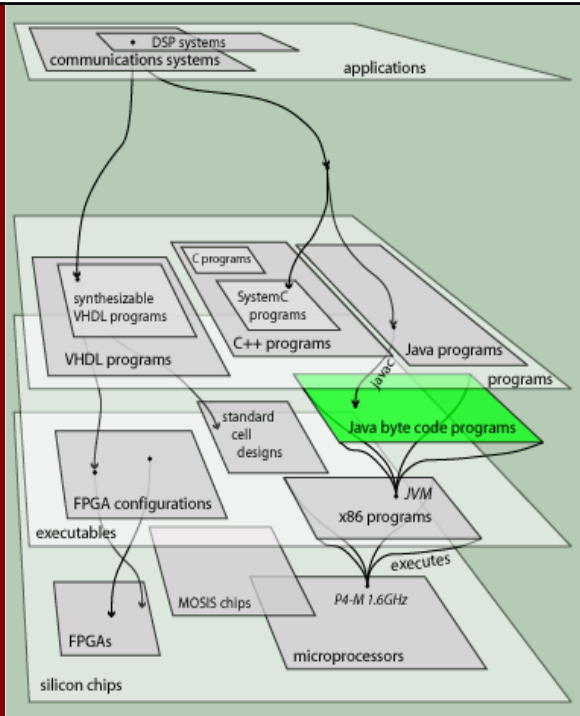 DSP systems
communications systems
applications
C programs
synthesizable
VHDL programs
SystemC
programs
C++ programs
Java programs
VHDL programs
javac
programs
standard
cell
designs
Java byte code programs
FPGA configurations
JVM
x86 programs
executables
executes
MOSIS chips
P4-M 1.6GHz
FPGAs
microprocessors
silicon chips